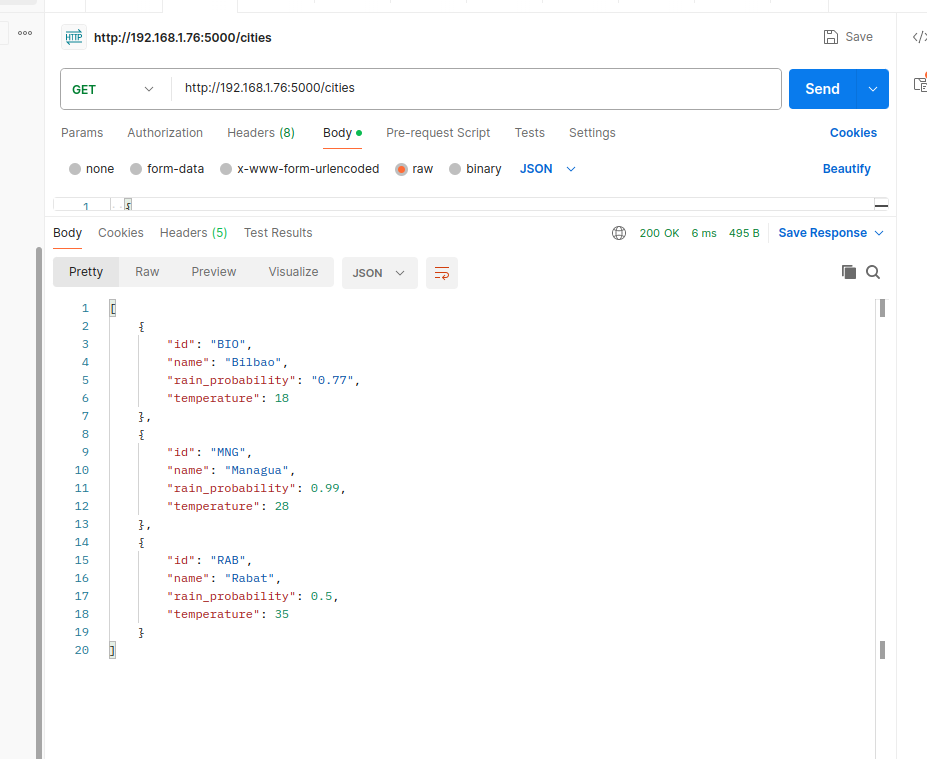 HTTP http://192.168.1.76:5000/cities Save </>
GET http://192.168.1.76:5000/cities Send
Params Authorization Headers (8) Body Pre-request Script Tests Settings Cookies
none form-data x-www-form-urlencoded raw binary JSON Beautify
1 {
Body Cookies Headers (5) Test Results 200 OK 6 ms 495 B Save Response
Pretty Raw Preview Visualize JSON
1 [
2 {
3 "id": "BIO",
4 "name": "Bilbao",
5 "rain_probability": "0.77",
6 "temperature": 18
7 },
8 {
9 "id": "MNG",
10 "name": "Managua",
11 "rain_probability": 0.99,
12 "temperature": 28
13 },
14 {
15 "id": "RAB",
16 "name": "Rabat",
17 "rain_probability": 0.5,
18 "temperature": 35
19 }
20 ]